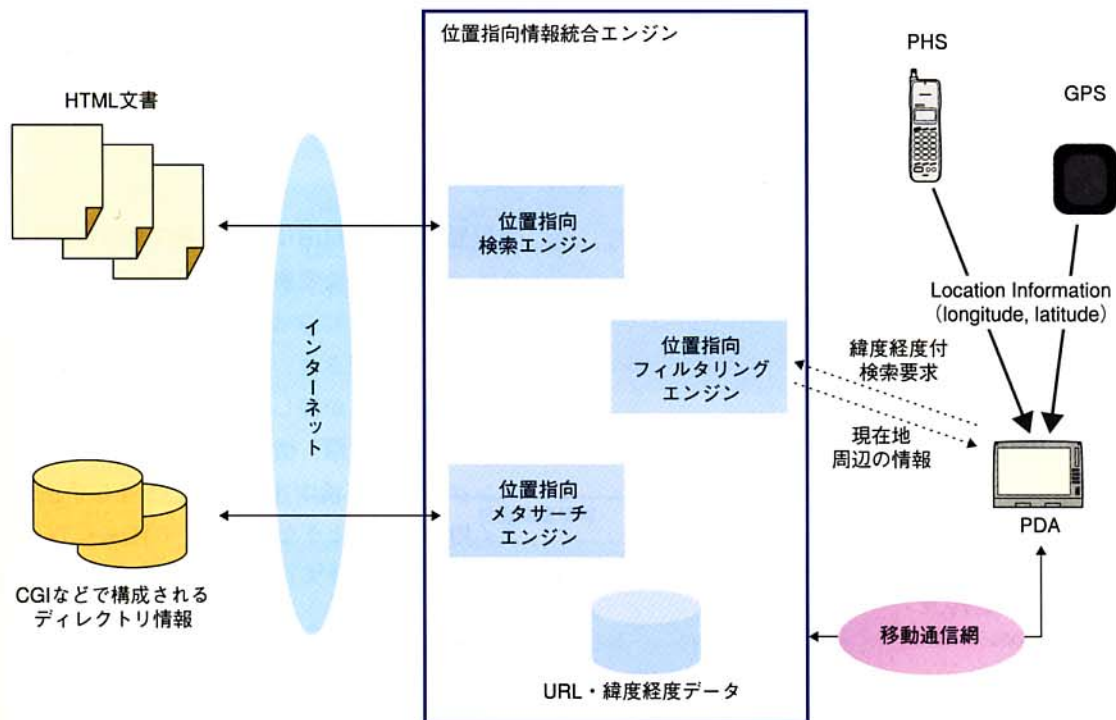 位置指向情報統合エンジン
HTML文書
PHS
GPS
位置指向
検索エンジン
インターネット
Location Information
(longitude, latitude)
位置指向
フィルタリング
エンジン
緯度経度付
検索要求
現在地
周辺の情報
位置指向
メタサーチ
エンジン
PDA
CGIなどで構成される
ディレクトリ情報
移動通信網
URL・緯度経度データ